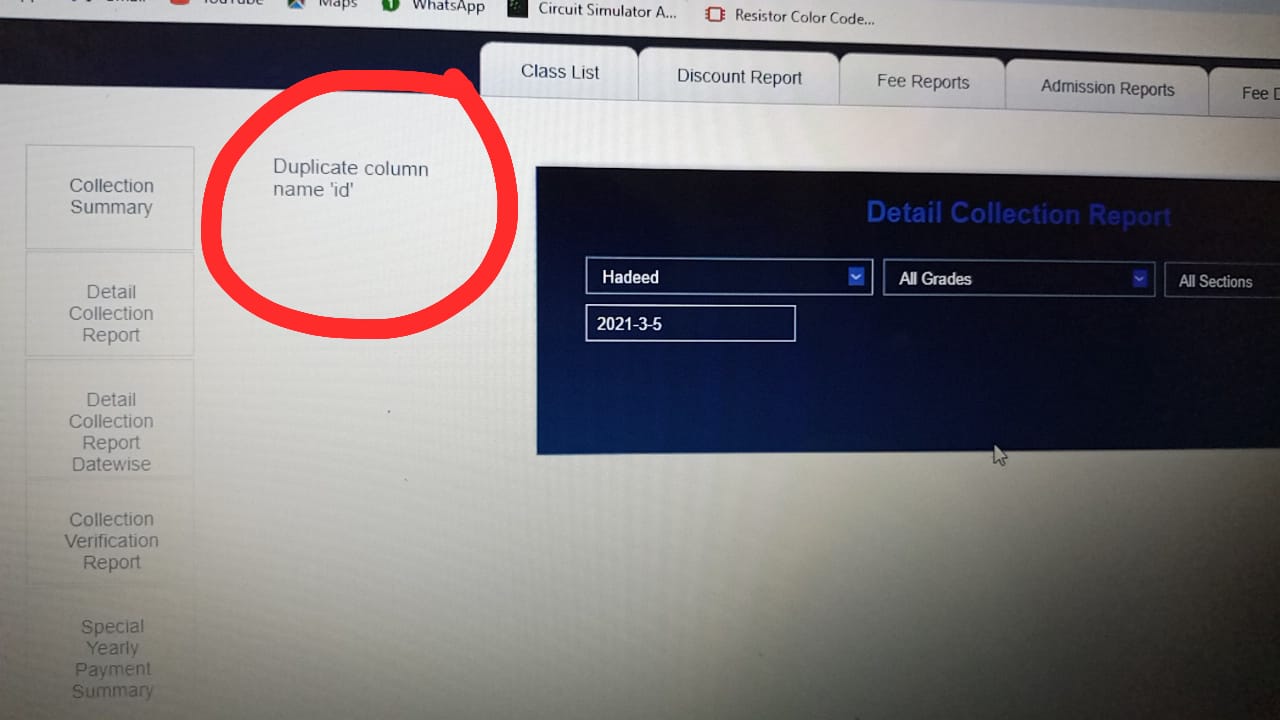 YouTube
Maps
WhatsApp
Circuit Simulator A...
Resistor Color Code...
Class List
Discount Report
Fee Reports
Admission Reports
Fee
Collection
Summary
Detail
Collection
Report
Detail
Collection
Report
Datewise
Collection
Verification
Report
Special
Yearly
Payment
Summary
Duplicate column
name 'id'
Detail Collection Report
Hadeed
All Grades
All Sections
2021-3-5